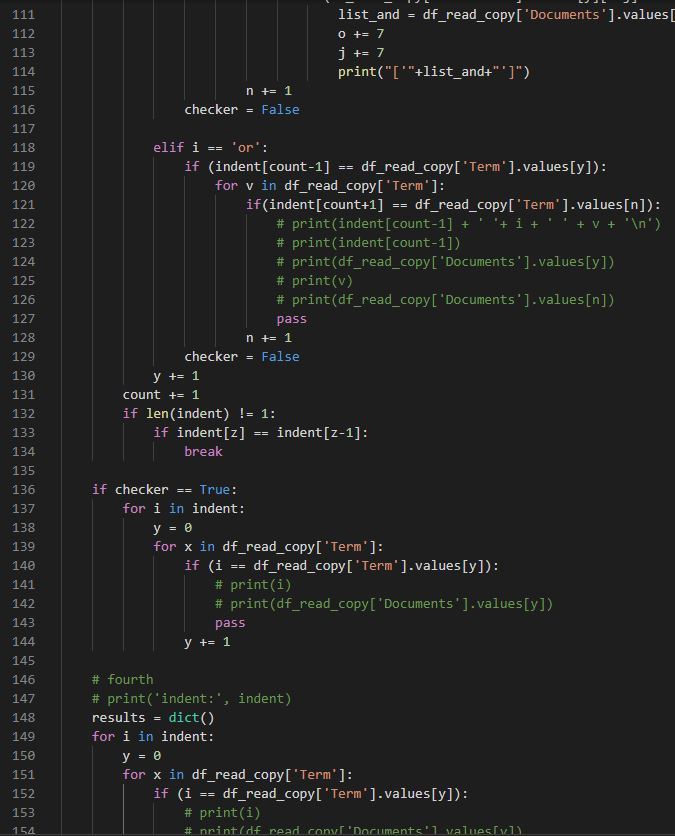 111 list_and = df_read_copy['Documents'].values[
112 o += 7
113 j += 7
114 print("['"+list_and+"']")
115 n += 1
116 checker = False
117
118 elif i == 'or':
119 if (indent[count-1] == df_read_copy['Term'].values[y]):
120 for v in df_read_copy['Term']:
121 if(indent[count+1] == df_read_copy['Term'].values[n]):
122 # print(indent[count-1] + ' '+ i + ' ' + v + '\n')
123 # print(indent[count-1])
124 # print(df_read_copy['Documents'].values[y])
125 # print(v)
126 # print(df_read_copy['Documents'].values[n])
127 pass
128 n += 1
129 checker = False
130 y += 1
131 count += 1
132 if len(indent) != 1:
133 if indent[z] == indent[z-1]:
134 break
135
136 if checker == True:
137 for i in indent:
138 y = 0
139 for x in df_read_copy['Term']:
140 if (i == df_read_copy['Term'].values[y]):
141 # print(i)
142 # print(df_read_copy['Documents'].values[y])
143 pass
144 y += 1
145
146 # fourth
147 # print('indent:', indent)
148 results = dict()
149 for i in indent:
150 y = 0
151 for x in df_read_copy['Term']:
152 if (i == df_read_copy['Term'].values[y]):
153 # print(i)
154 # print(df_read_copy['Documents'].values[y])